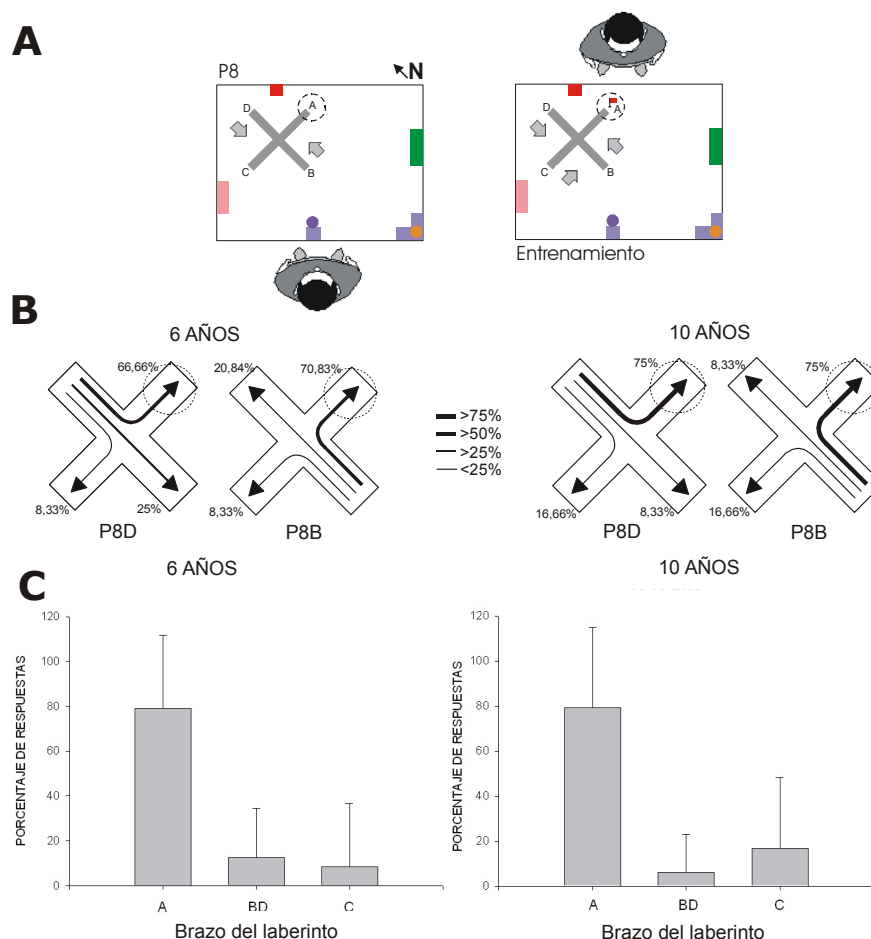 A
P8
N
D
A
C
B
D
A
C
B
Entrenamiento
B
6 AÑOS
10 AÑOS
66,66%
20,84%
70,83%
75%
8,33%
75%
>75%
>50%
>25%
<25%
8,33%
25%
8,33%
16,66%
8,33%
16,66%
P8D
P8B
P8D
P8B
C
6 AÑOS
10 AÑOS
PORCENTAJE DE RESPUESTAS
120
100
80
60
40
20
0
A
BD
C
Brazo del laberinto
PORCENTAJE DE RESPUESTAS
120
100
80
60
40
20
0
A
BD
C
Brazo del laberinto